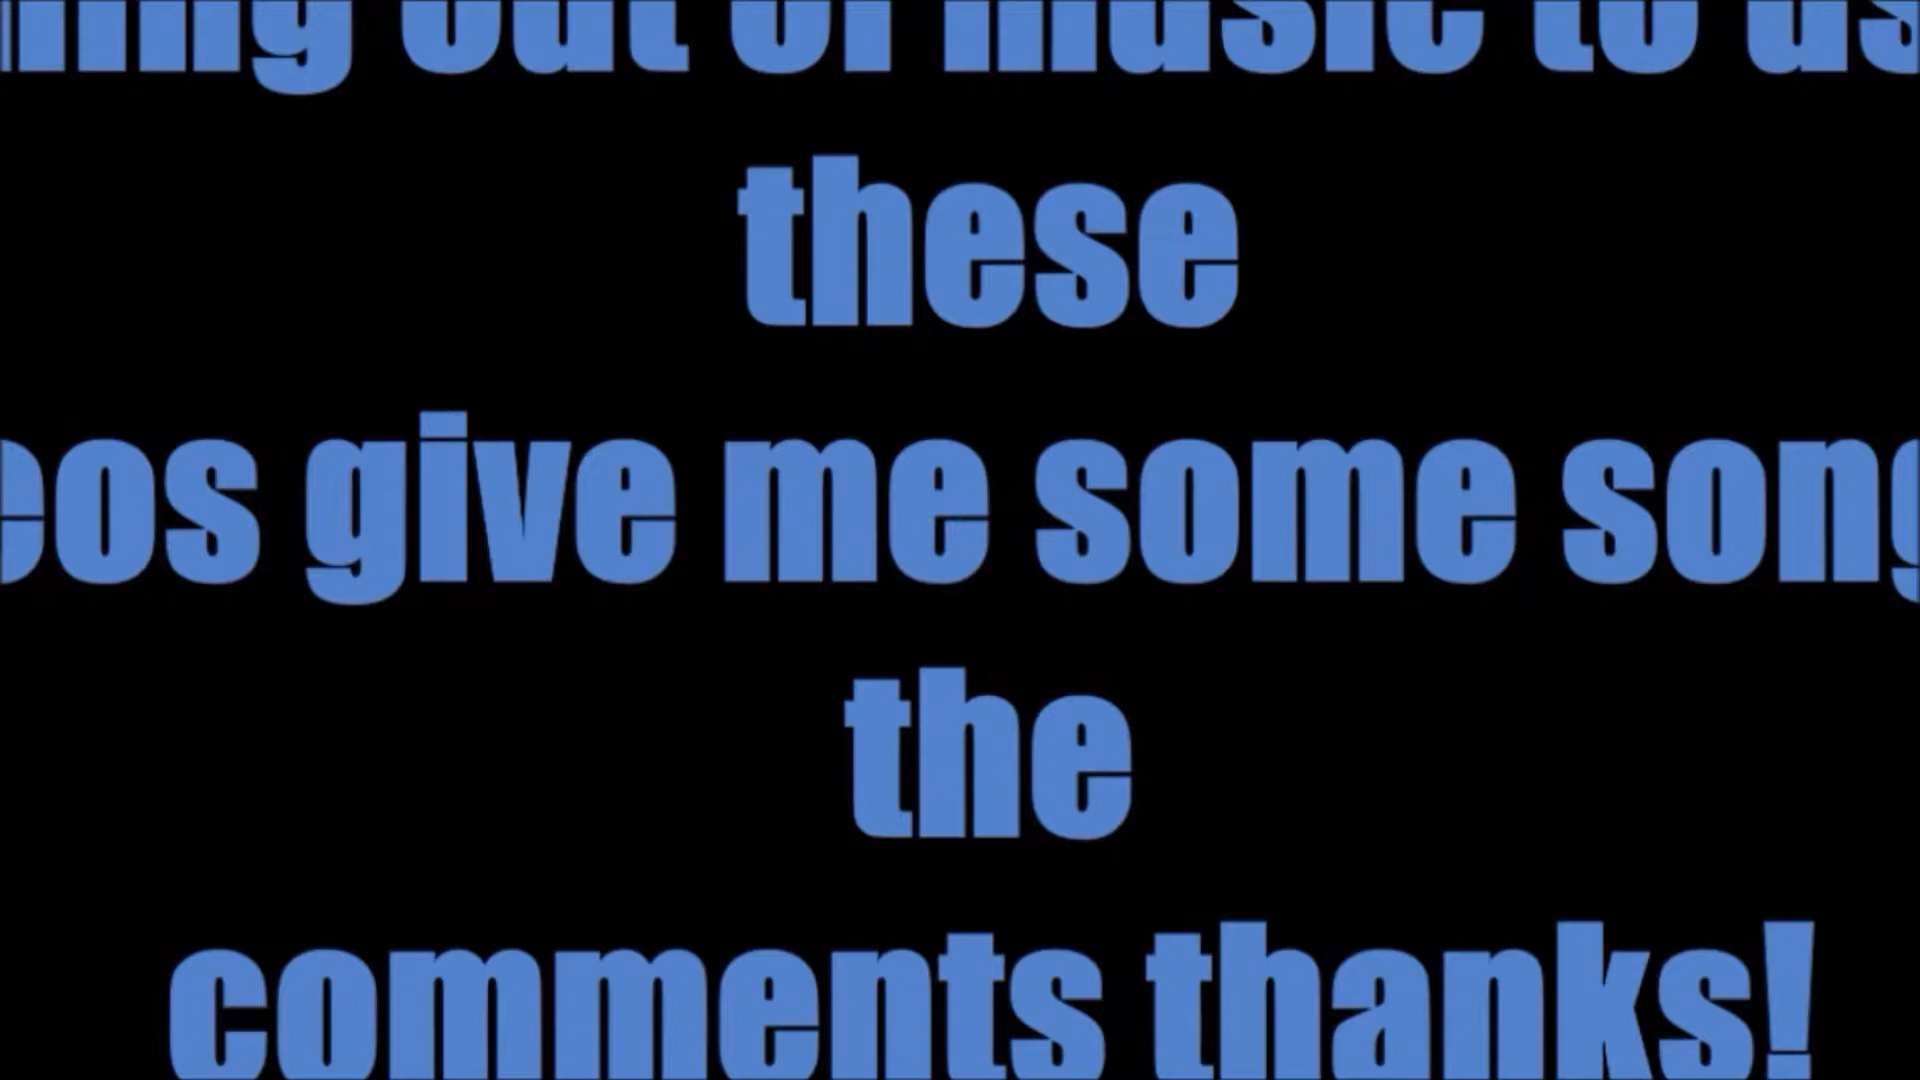 out of music to
these
give me some
the
comments thanks!